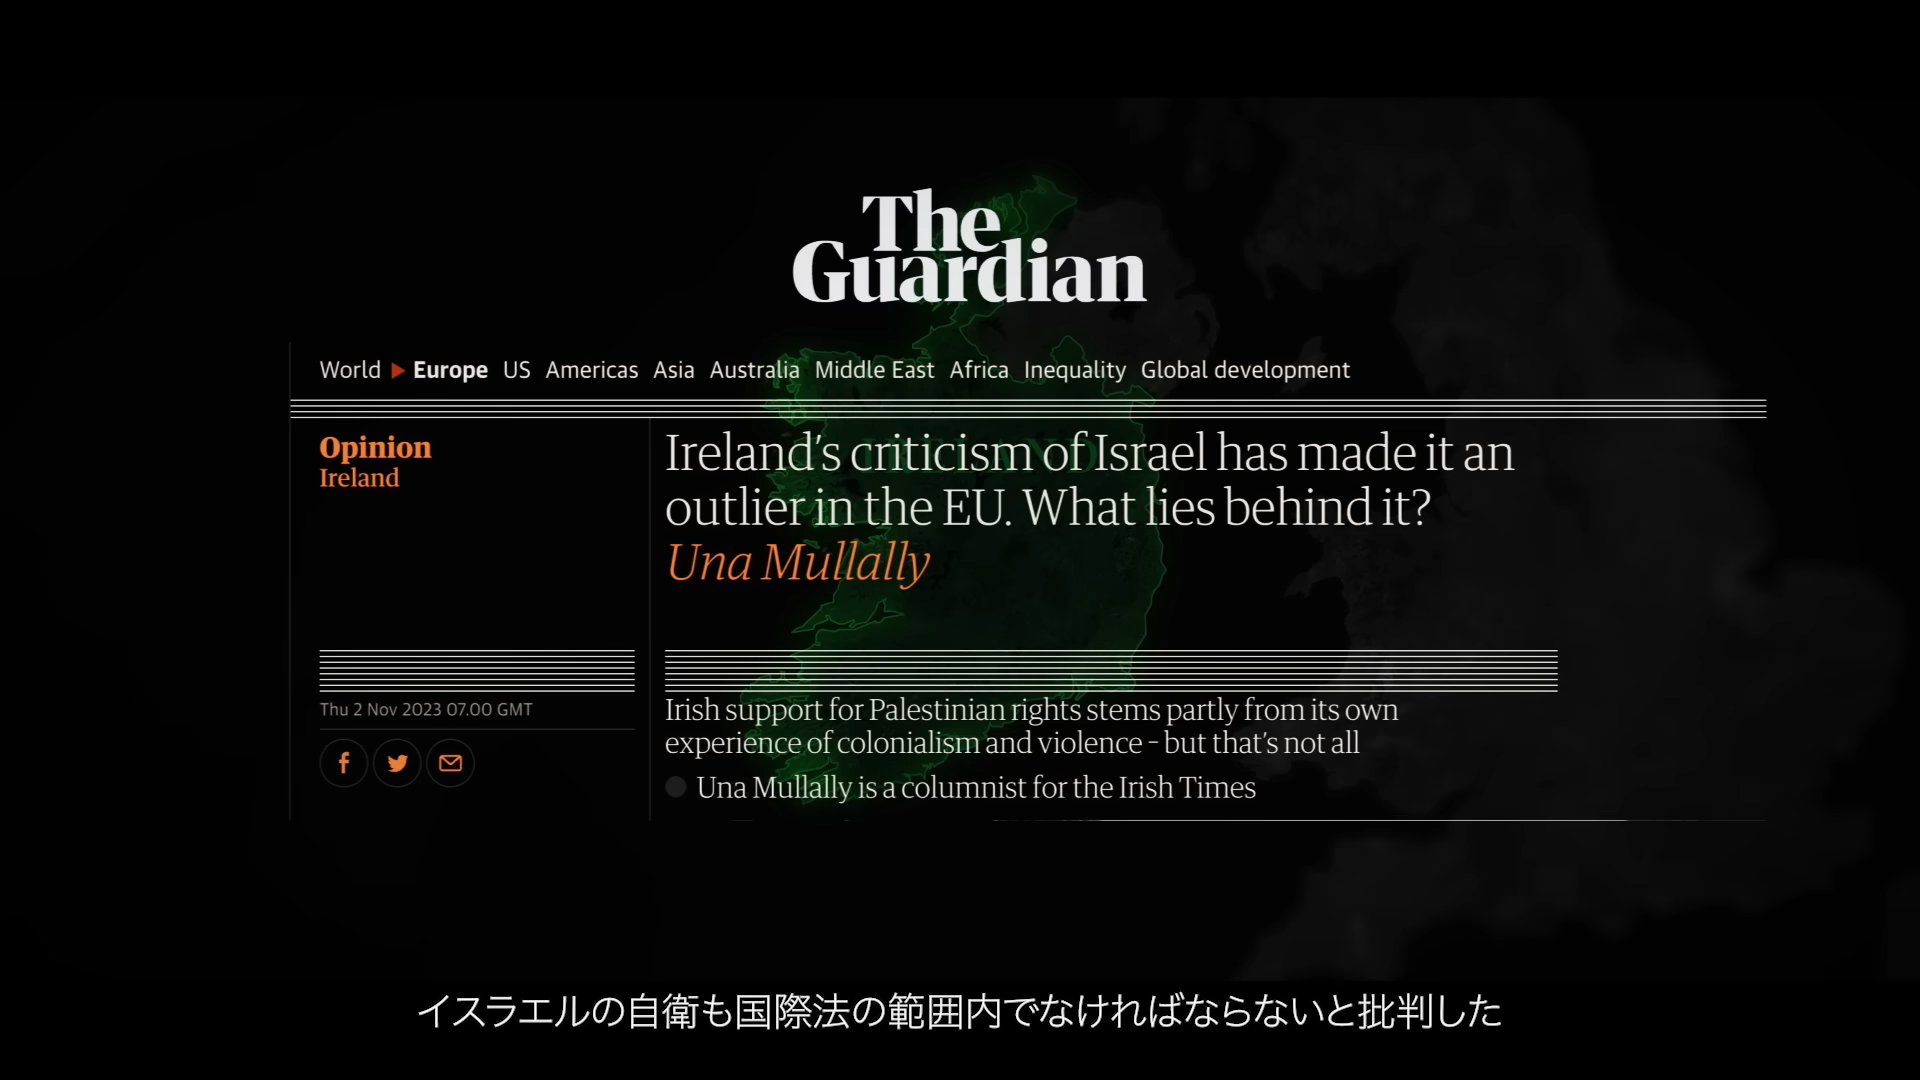 The
Guardian
World Europe US Americas Asia Australia Middle East Africa Inequality Global development
Opinion
Ireland
Ireland's criticism of Israel has made it an
outlier in the EU. What lies behind it?
Una Mullally
Thu 2 Nov 2023 07.00 GMT
Irish support for Palestinian rights stems partly from its own
experience of colonialism and violence – but that's not all
Una Mullally is a columnist for the Irish Times
イスラエルの自衛も国際法の範囲内でなければならないと批判した